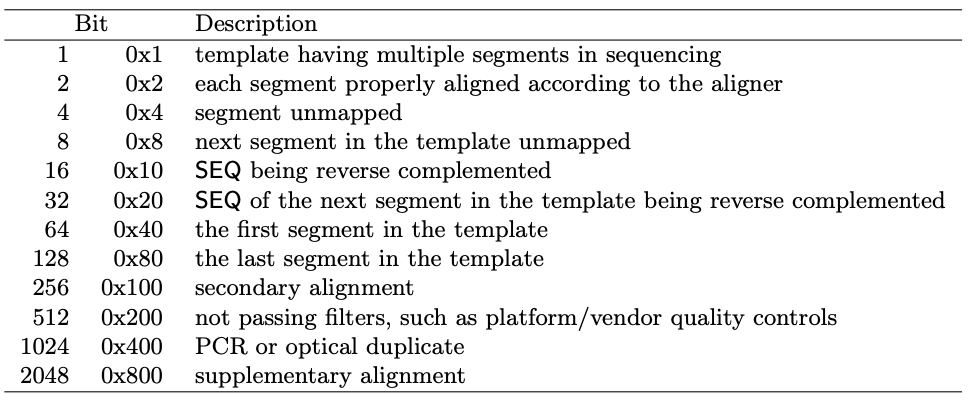 Bit Description
1 0x1 template having multiple segments in sequencing
2 0x2 each segment properly aligned according to the aligner
4 0x4 segment unmapped
8 0x8 next segment in the template unmapped
16 0x10 SEQ being reverse complemented
32 0x20 SEQ of the next segment in the template being reverse complemented
64 0x40 the first segment in the template
128 0x80 the last segment in the template
256 0x100 secondary alignment
512 0x200 not passing filters, such as platform/vendor quality controls
1024 0x400 PCR or optical duplicate
2048 0x800 supplementary alignment